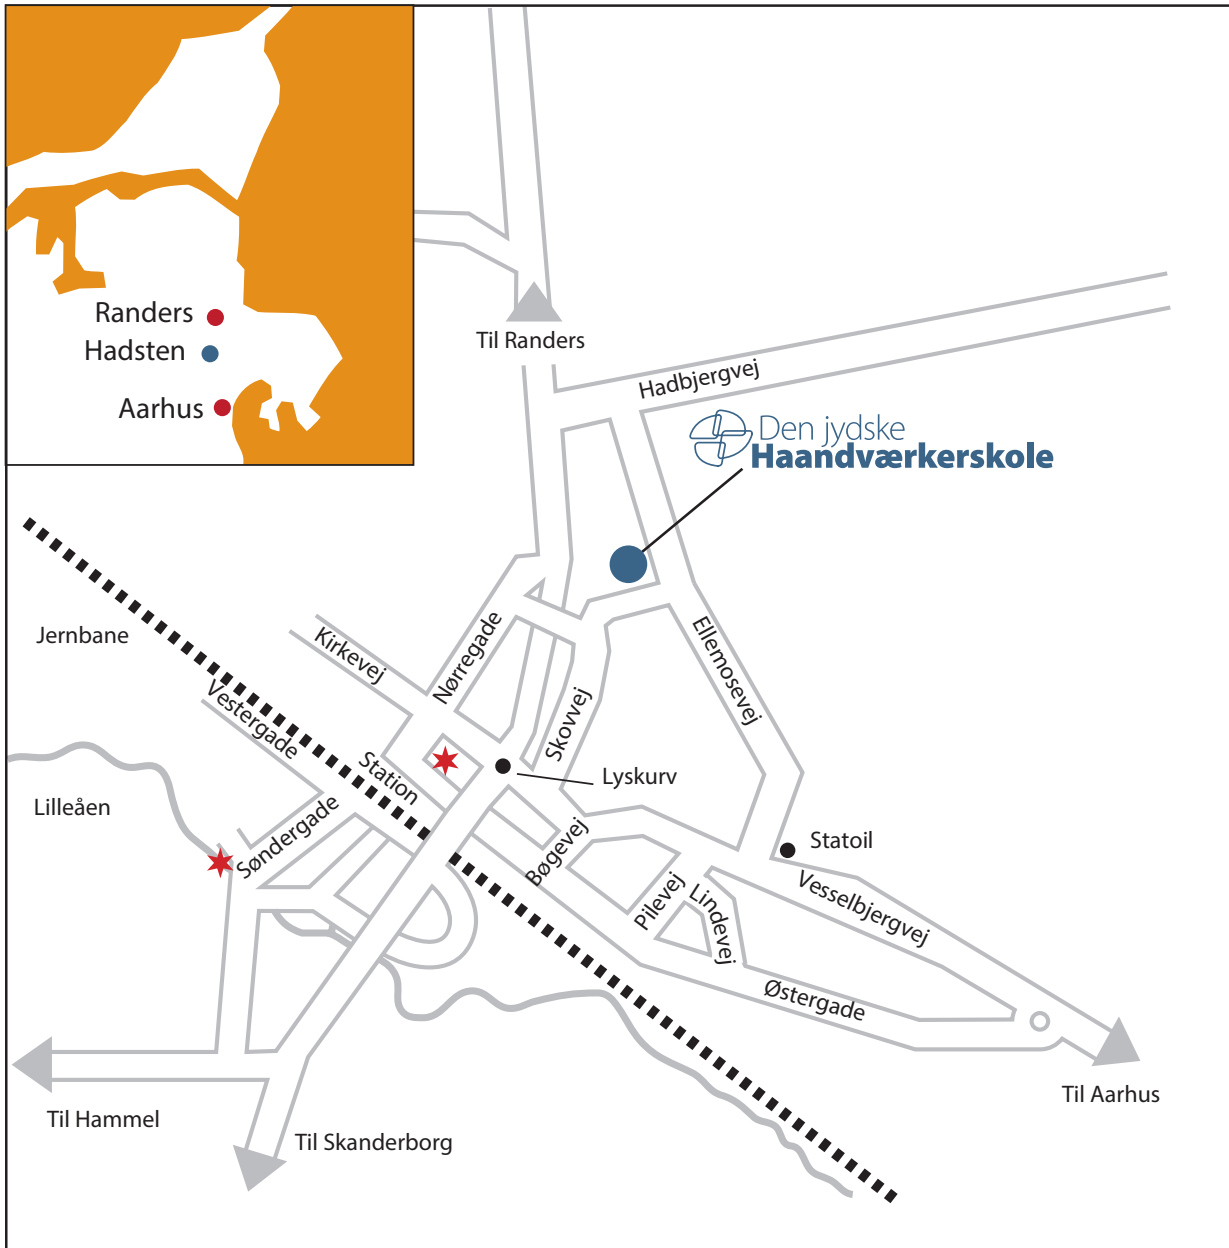 Randers
Hadsten
Aarhus
Til Randers
Hadbjergvej
Den jydske
Haandværkerskole
Jernbane
Kirkevej
Nørregade
Ellemosevej
Vestergade
Skovvej
Station
Lyskurv
Lilleåen
Søndergade
Statoil
Bøgevej
Pilevej
Lindevej
Vesselbjergvej
Østergade
Til Aarhus
Til Hammel
Til Skanderborg